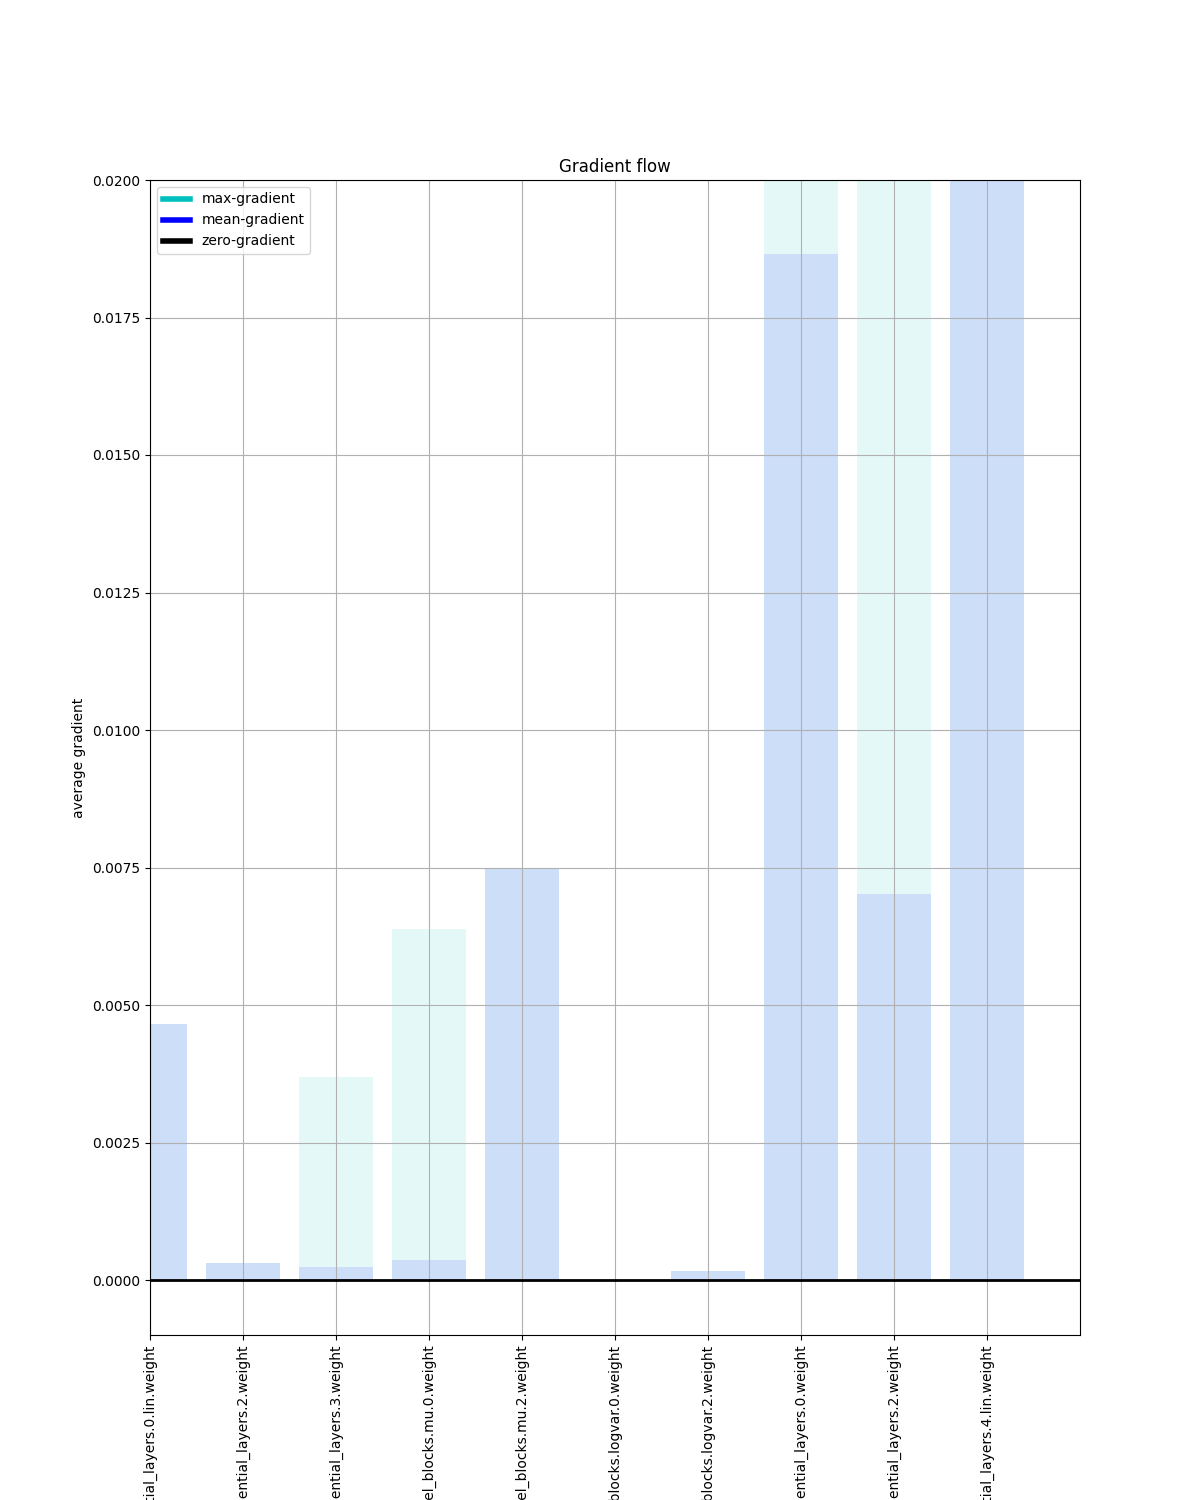 Gradient flow
max-gradient
mean-gradient
zero-gradient
0.0200
0.0175
0.0150
0.0125
0.0100
0.0075
0.0050
0.0025
0.0000
average gradient
tial_layers.0.lin.weight
ential_layers.2.weight
ential_layers.3.weight
el_blocks.mu.0.weight
el_blocks.mu.2.weight
blocks.logvar.0.weight
blocks.logvar.2.weight
ential_layers.0.weight
ential_layers.2.weight
tial_layers.4.lin.weight